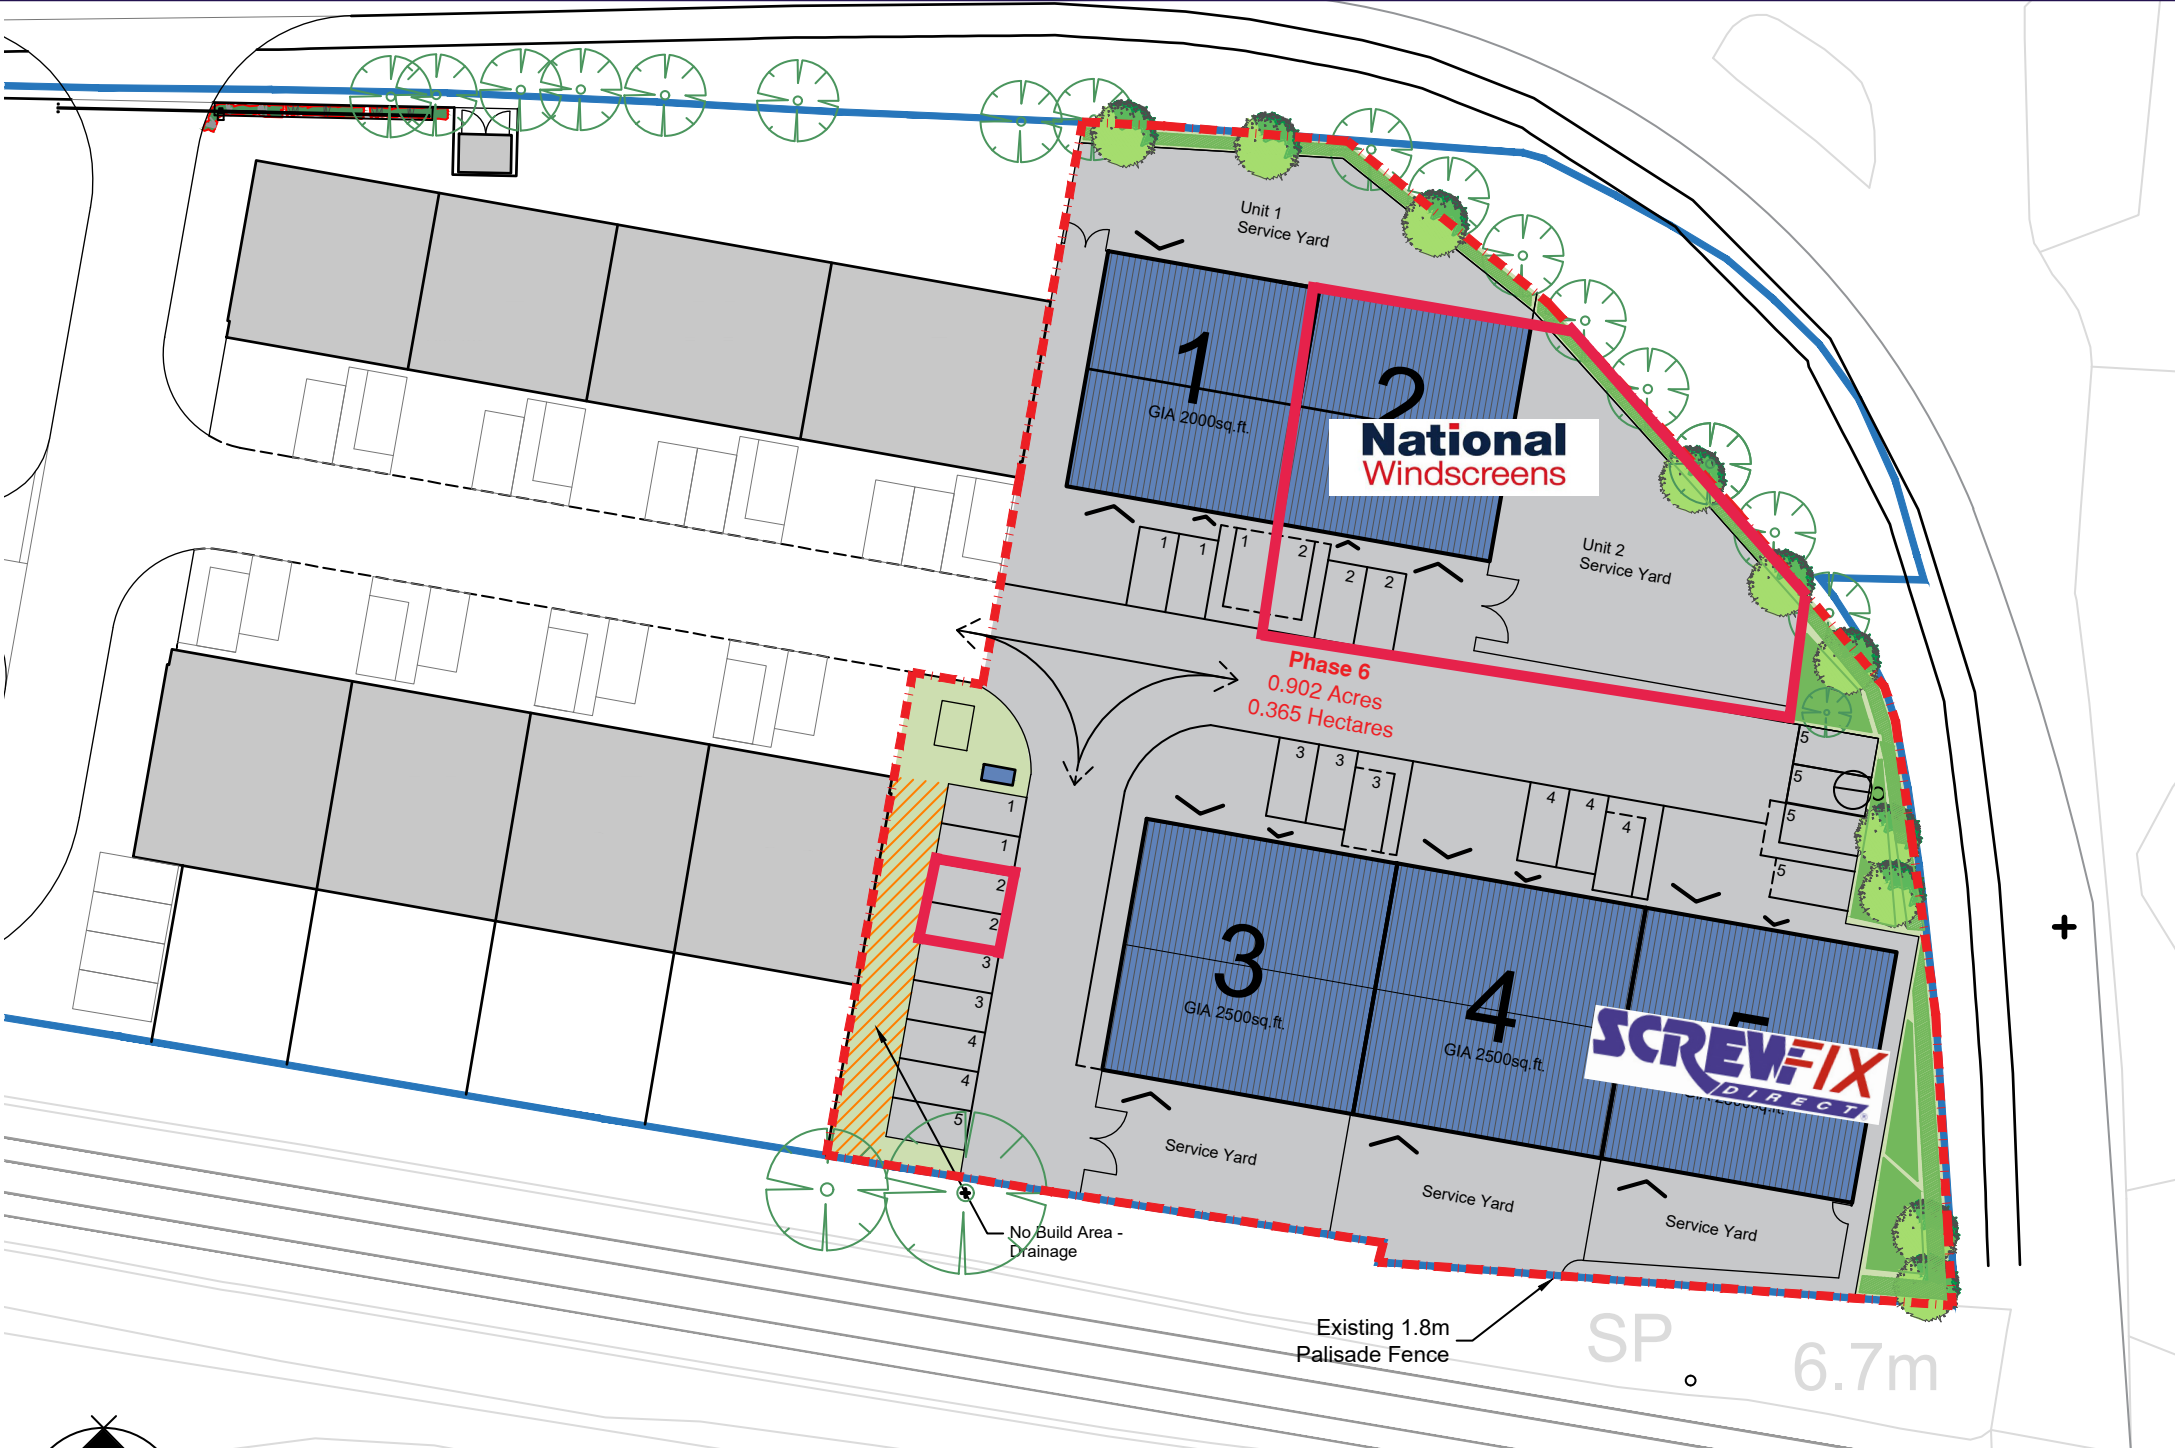 Unit 1
Service Yard
1
GIA 2000sq.ft.
2
National
Windscreens
Unit 2
Service Yard
1
1
1
2
2
2
Phase 6
0.902 Acres
0.365 Hectares
3
3
3
4
4
4
5
5
5
5
1
1
2
2
3
3
4
4
5
3
GIA 2500sq.ft.
4
GIA 2500sq.ft.
SCREWFIX
DIRECT
Service Yard
Service Yard
Service Yard
No Build Area -
Drainage
Existing 1.8m
Palisade Fence
SP
6.7m